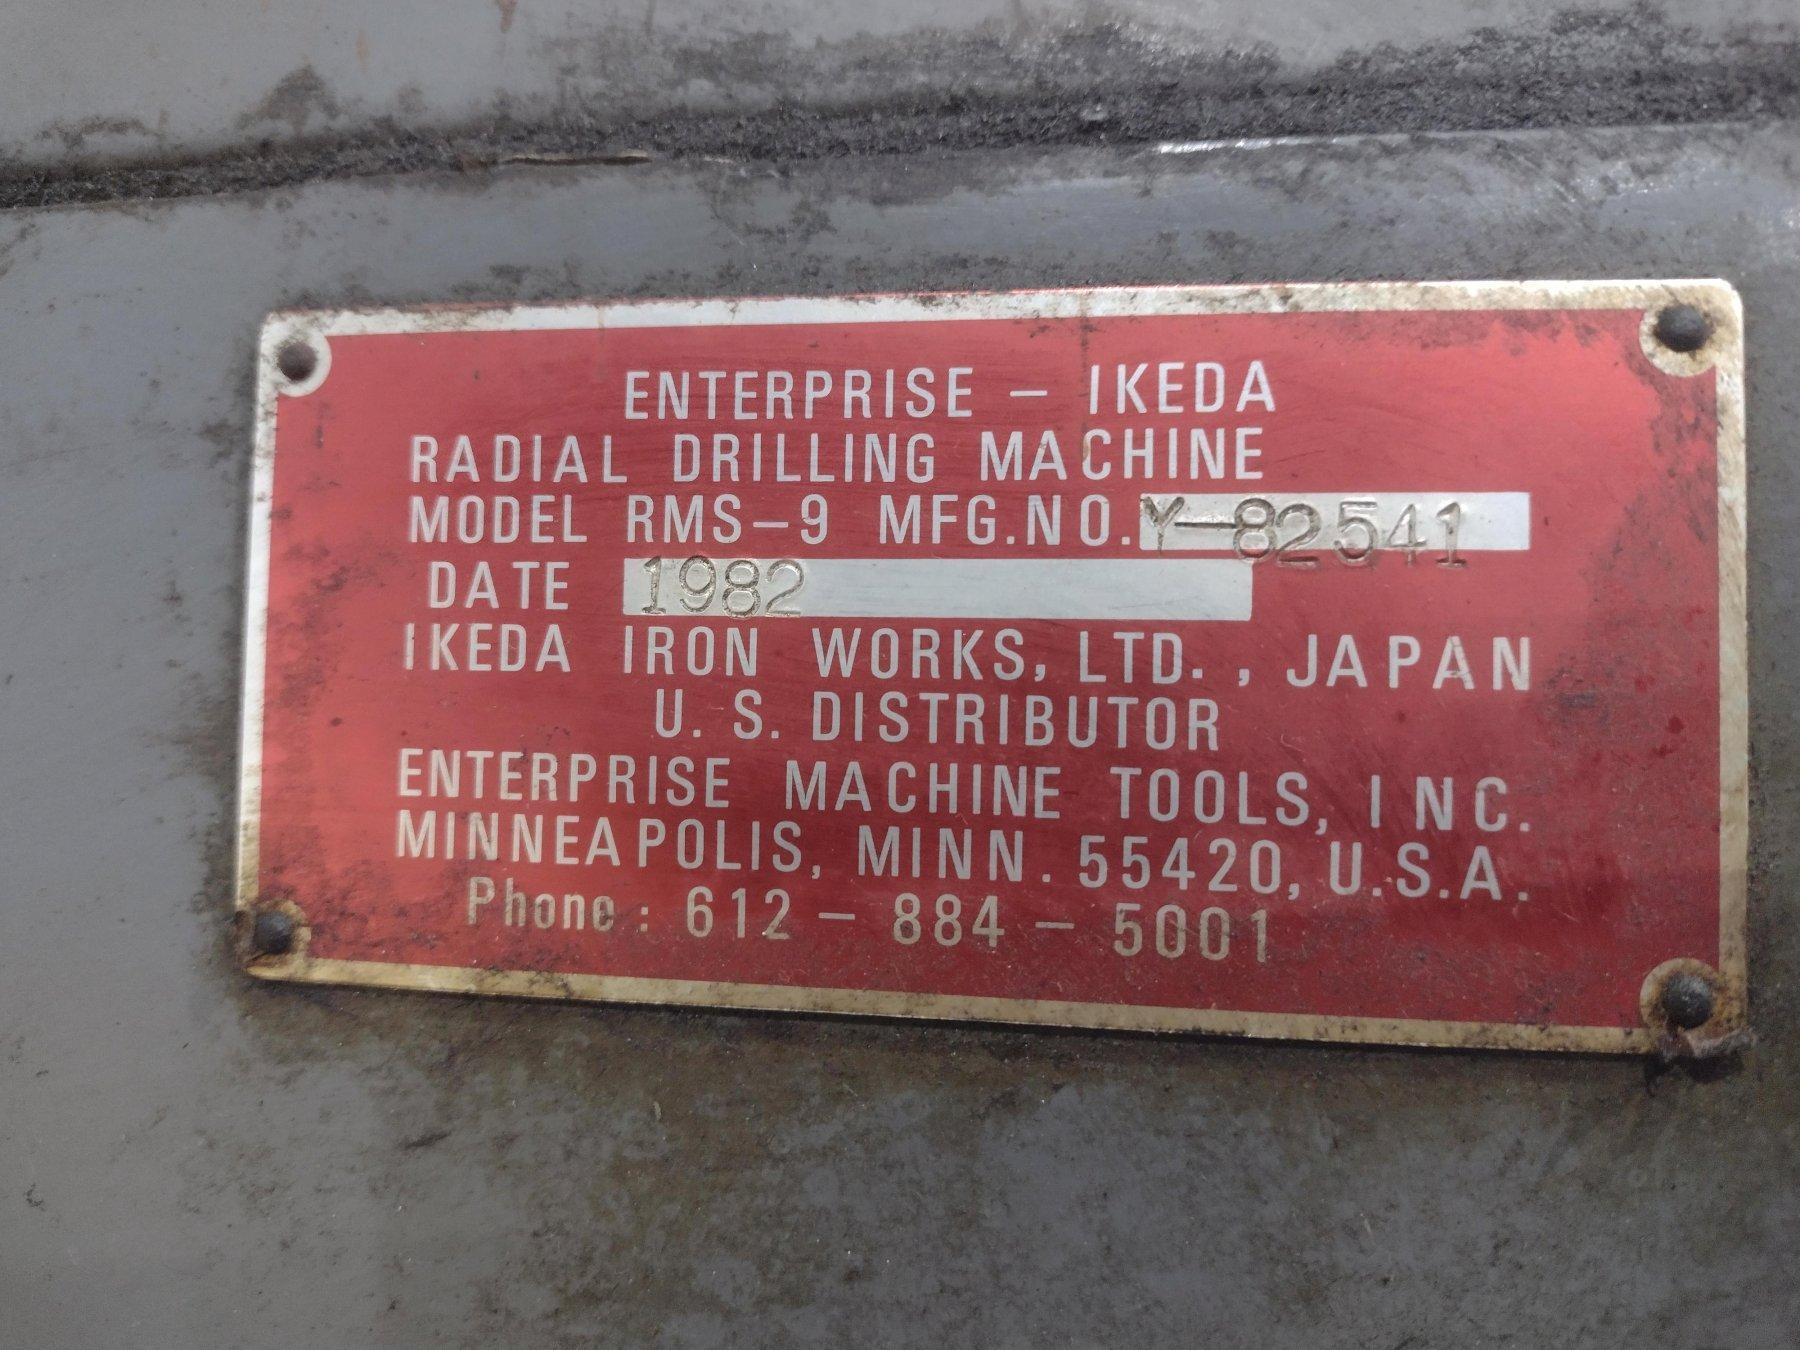 ENTERPRISE - IKEDA
RADIAL DRILLING MACHINE
MODEL RMS-9 MFG.NO. Y-82541
DATE 1982
IKEDA IRON WORKS, LTD., JAPAN
U. S. DISTRIBUTOR
ENTERPRISE MACHINE TOOLS, INC.
MINNEAPOLIS, MINN. 55420, U.S.A.
Phone: 612-884-5001